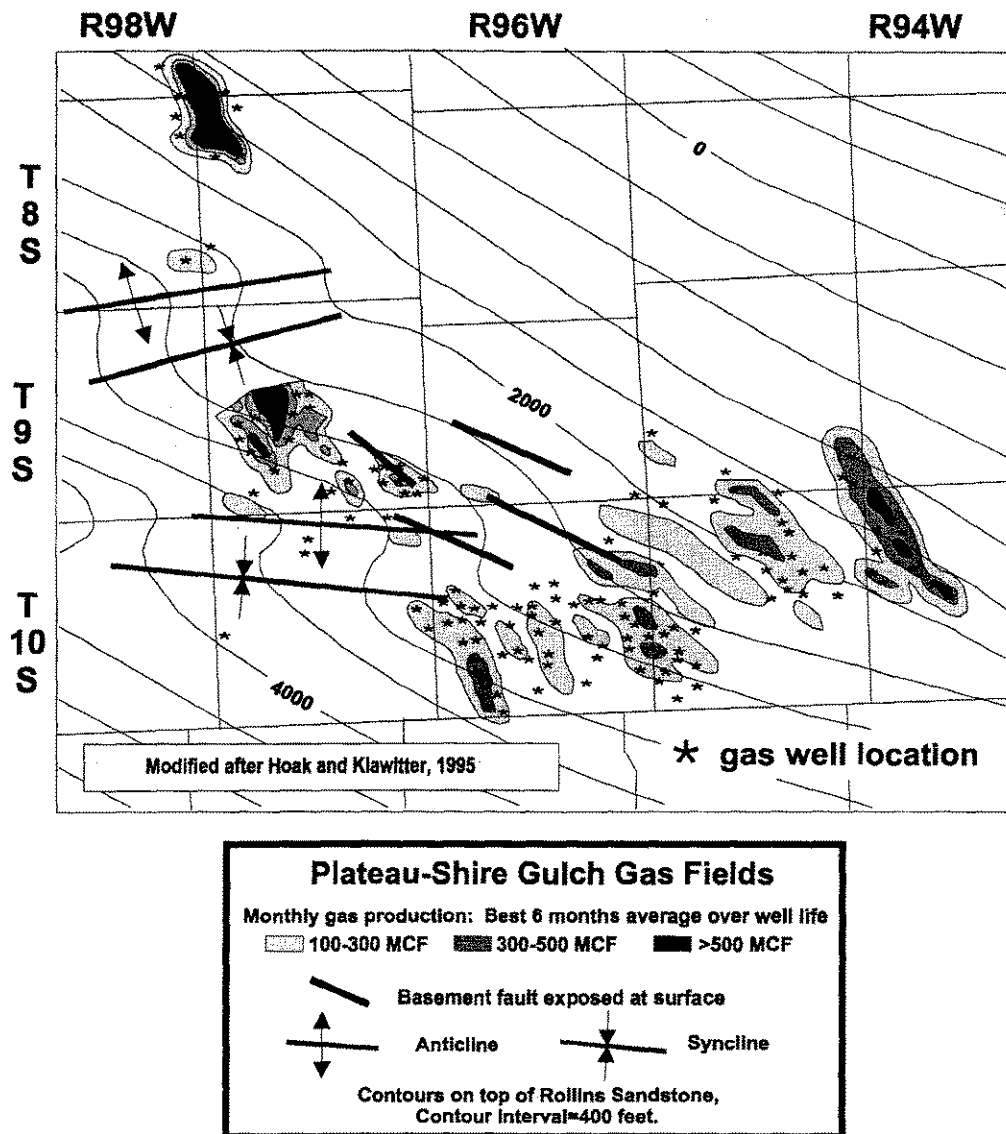 R98W R96W R94W
T
8
S
0
T
9
S
2000
T
10
S
4000
Modified after Hoak and Klawitter, 1995
* gas well location
Plateau-Shire Gulch Gas Fields
Monthly gas production: Best 6 months average over well life
100-300 MCF 300-500 MCF >500 MCF
Basement fault exposed at surface
Anticline Syncline
Contours on top of Rollins Sandstone,
Contour interval=400 feet.